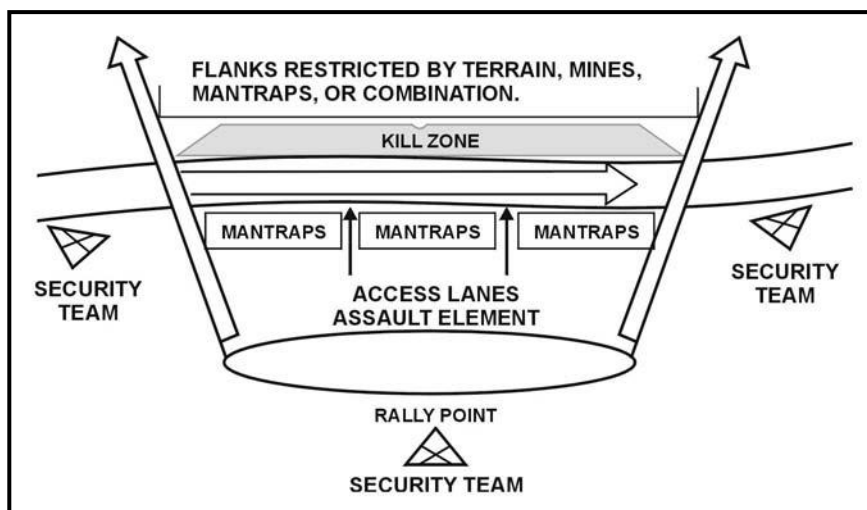 FLANKS RESTRICTED BY TERRAIN, MINES,
MANTRAPS, OR COMBINATION.
KILL ZONE
MANTRAPS
MANTRAPS
MANTRAPS
SECURITY
TEAM
ACCESS LANES
ASSAULT ELEMENT
SECURITY
TEAM
RALLY POINT
SECURITY TEAM